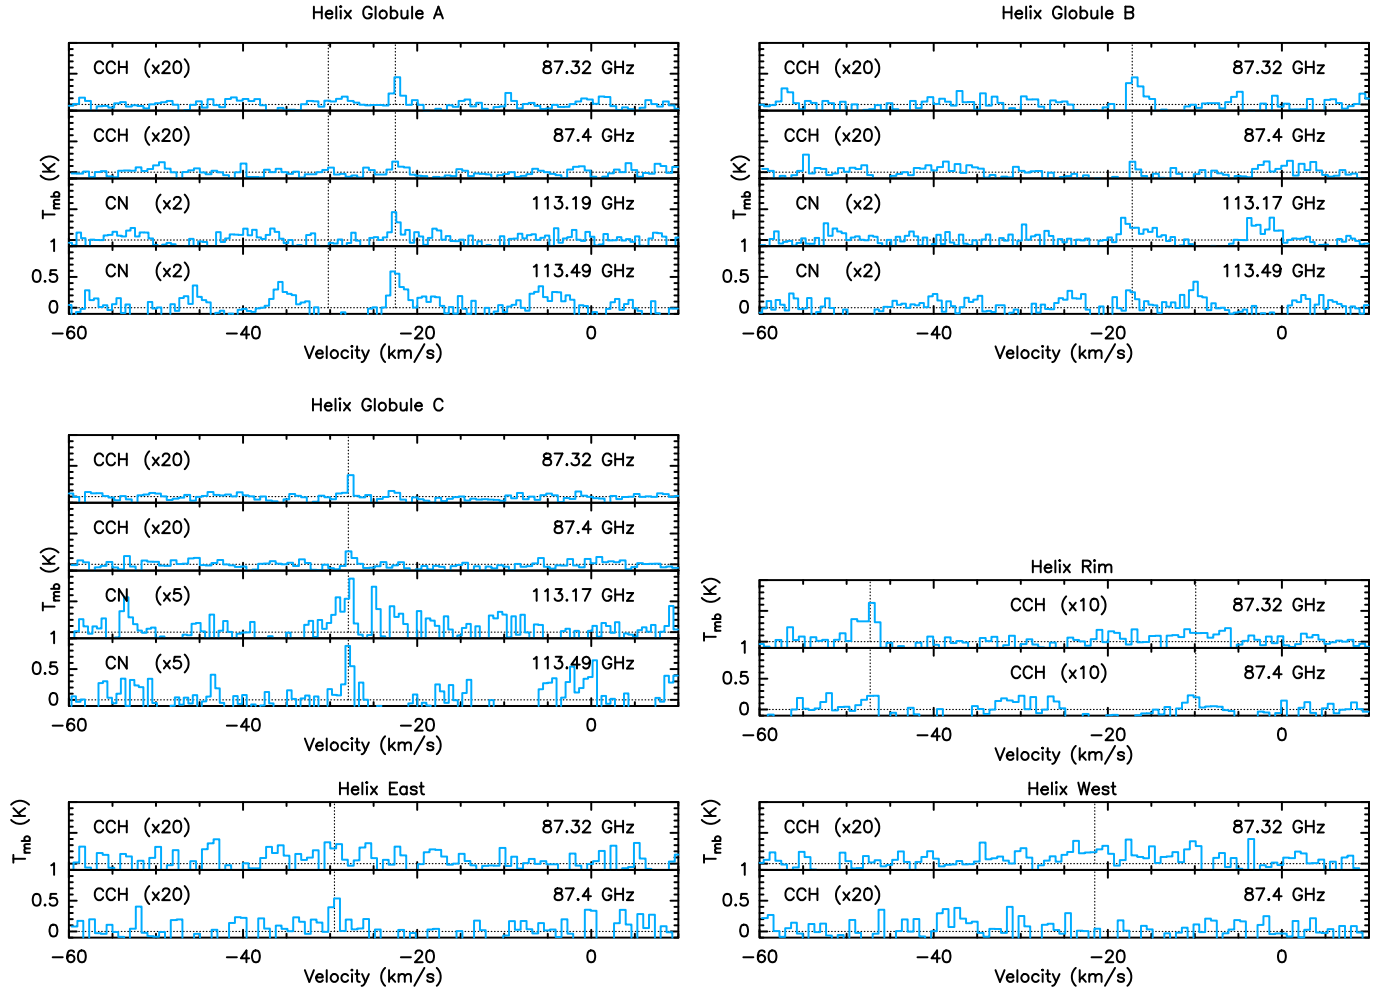 Helix Globule A
CCH (x20) 87.32 GHz
CCH (x20) 87.4 GHz
CN (x2) 113.19 GHz
CN (x2) 113.49 GHz
T_mb (K)
1
0.5
0
-60 -40 -20 0
Velocity (km/s)
Helix Globule B
CCH (x20) 87.32 GHz
CCH (x20) 87.4 GHz
CN (x2) 113.17 GHz
CN (x2) 113.49 GHz
T_mb (K)
1
0.5
0
-60 -40 -20 0
Velocity (km/s)
Helix Globule C
CCH (x20) 87.32 GHz
CCH (x20) 87.4 GHz
CN (x5) 113.17 GHz
CN (x5) 113.49 GHz
T_mb (K)
1
0.5
0
-60 -40 -20 0
Velocity (km/s)
Helix Rim
CCH (x10) 87.32 GHz
CCH (x10) 87.4 GHz
T_mb (K)
1
0.5
0
-60 -40 -20 0
Velocity (km/s)
Helix East
CCH (x20) 87.32 GHz
CCH (x20) 87.4 GHz
T_mb (K)
1
0.5
0
-60 -40 -20 0
Velocity (km/s)
Helix West
CCH (x20) 87.32 GHz
CCH (x20) 87.4 GHz
T_mb (K)
1
0.5
0
-60 -40 -20 0
Velocity (km/s)